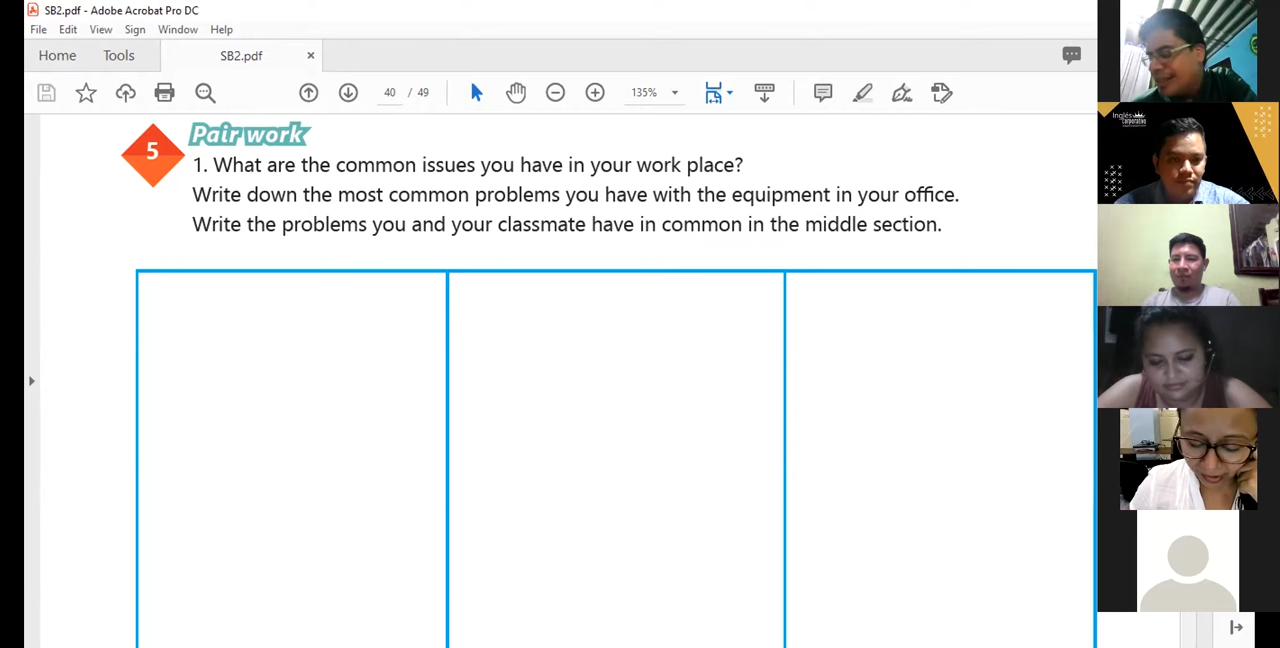 SB2.pdf - Adobe Acrobat Pro DC
File Edit View Sign Window Help
Home Tools SB2.pdf
40 / 49 135%
5 Pair work
1. What are the common issues you have in your work place?
Write down the most common problems you have with the equipment in your office.
Write the problems you and your classmate have in common in the middle section.
Inglés
Corporativo